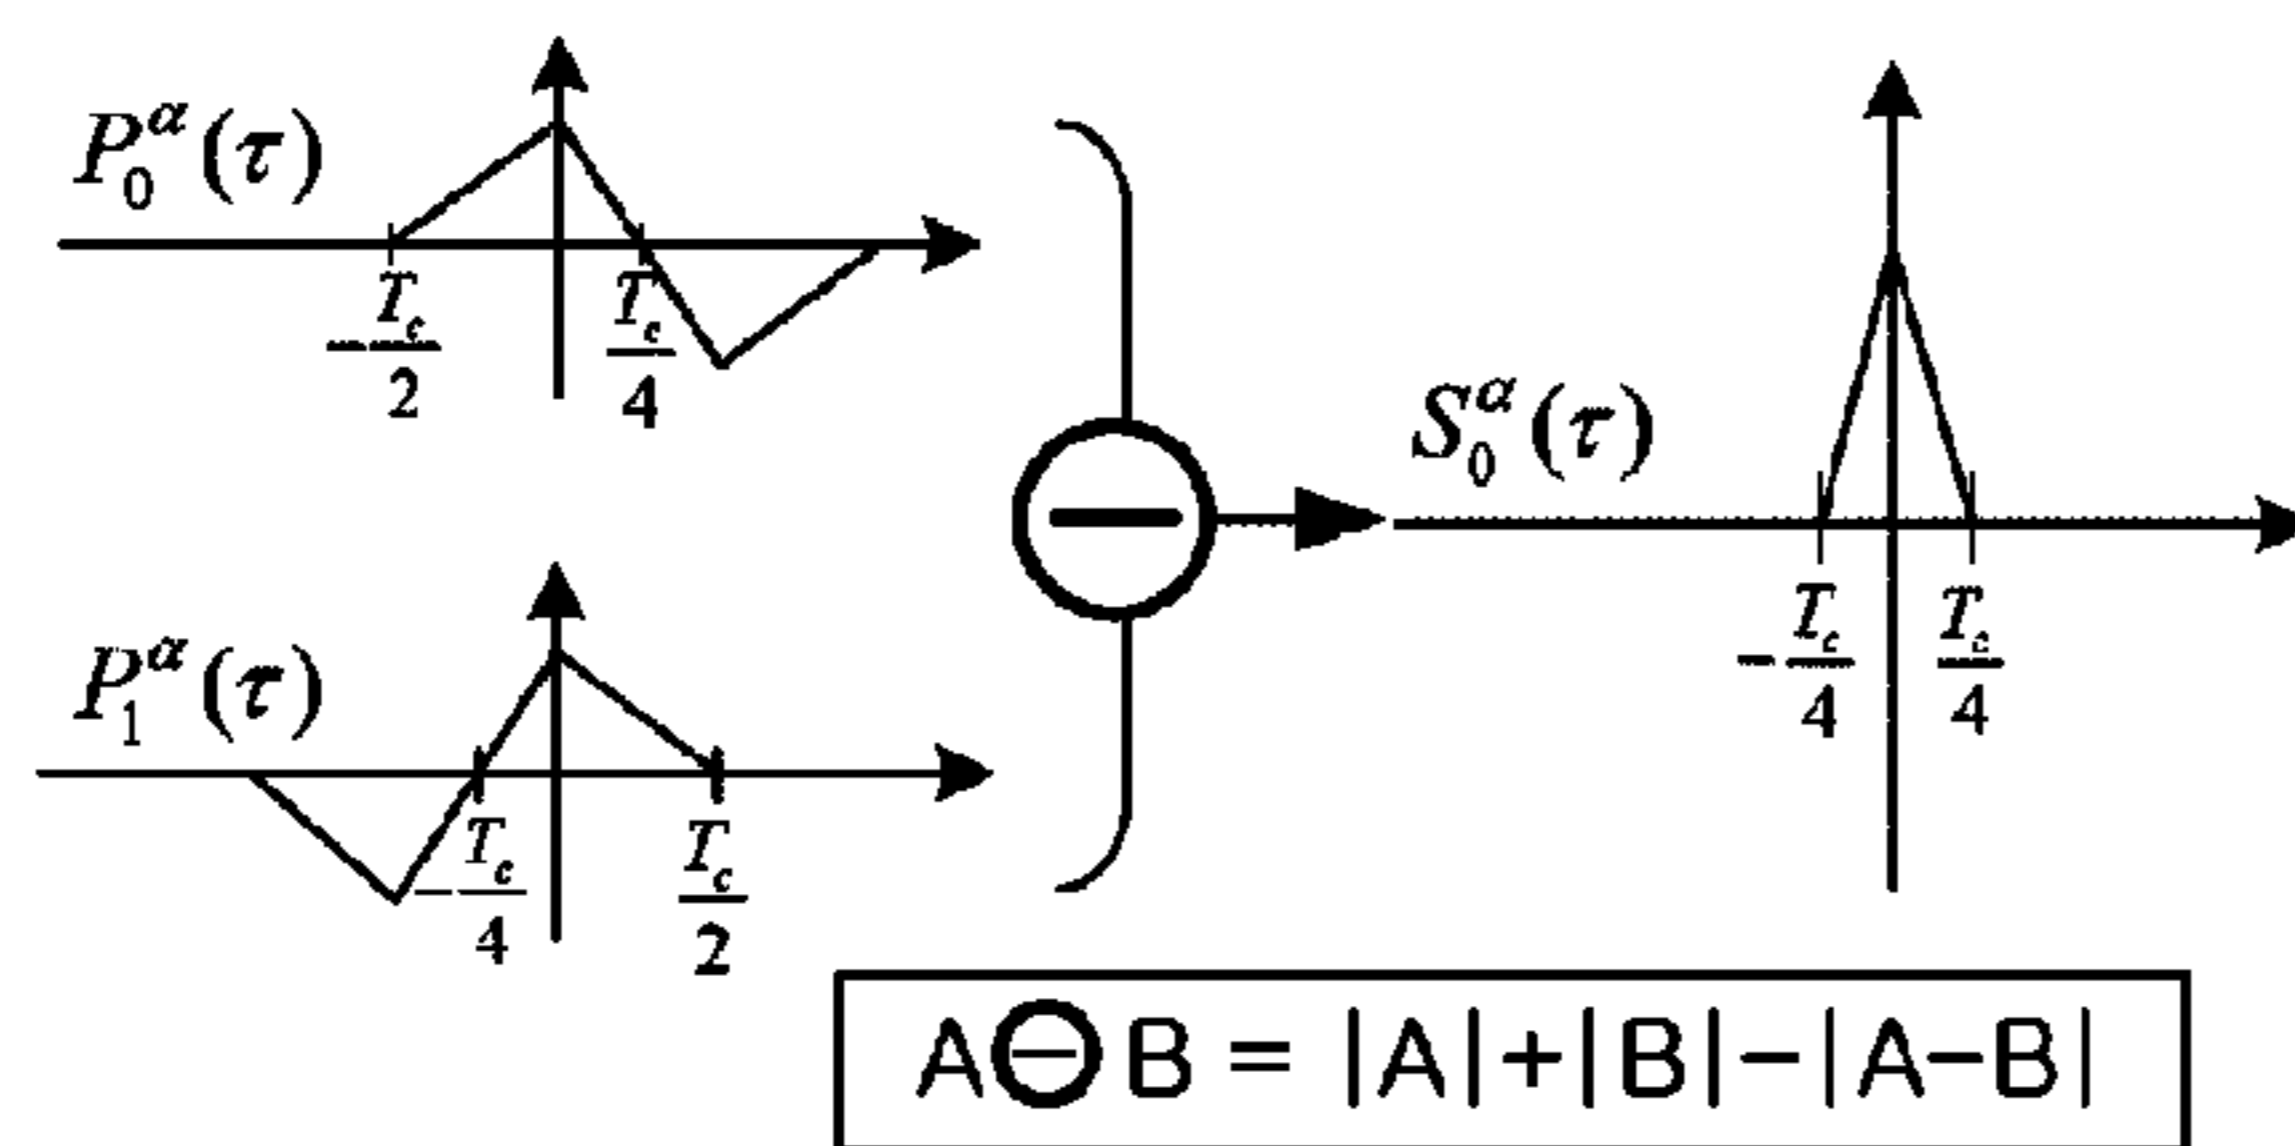 P₀^α(τ)
-T_c/2
T_c/4
P₁^α(τ)
-T_c/4
T_c/2
S₀^α(τ)
-T_c/4
T_c/4
A⊖B = |A|+|B|−|A−B|